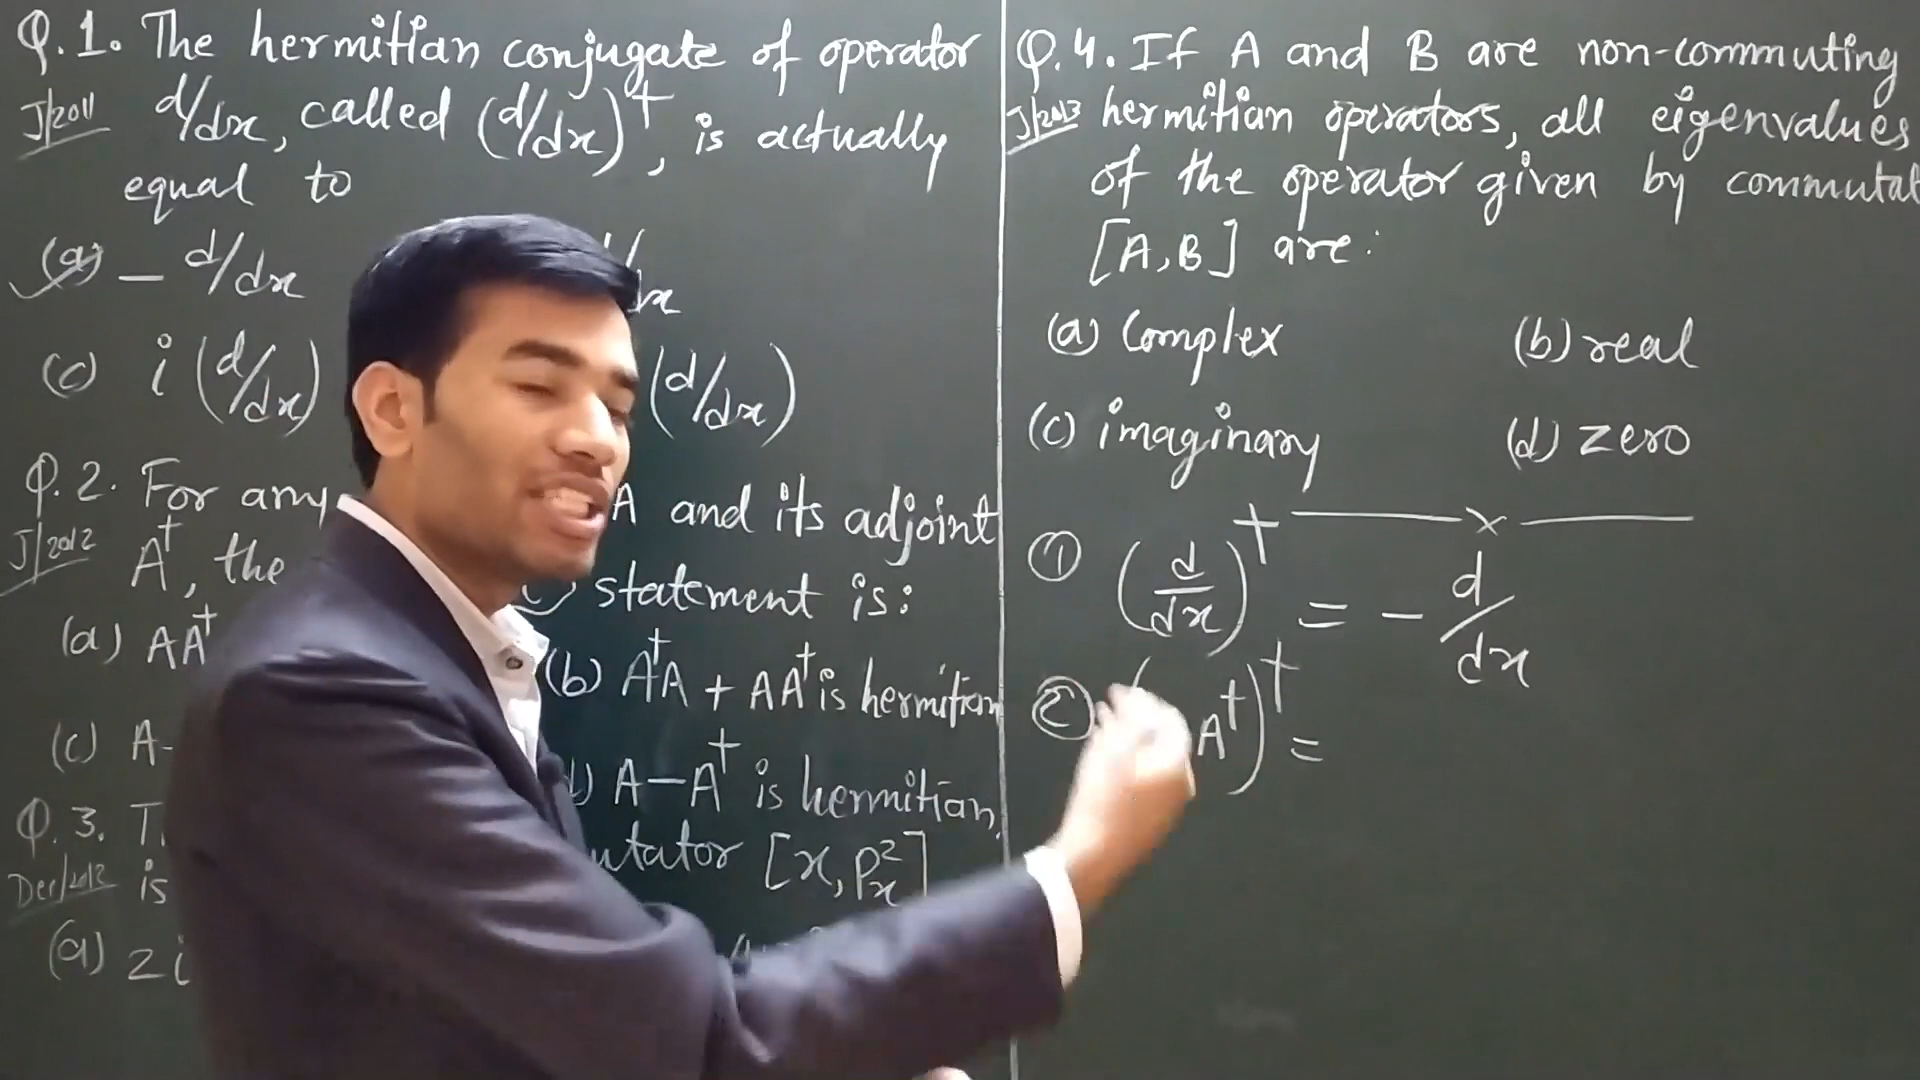 Q.1. The hermitian conjugate of operator
J/2011 d/dx, called (d/dx)†, is actually
equal to
(a) – d/dx
(c) i (d/dx) (d/dx)
Q.2. For any A and its adjoint
J/2012 A†, the statement is:
(a) AA† (b) A†A + AA† is hermitian
(c) A- A–A† is hermitian.
Q.3. [x, pₓ²]
Dec/2012 is
(a) 2i
Q.4. If A and B are non-commuting
J/2013 hermitian operators, all eigenvalues
of the operator given by commutat
[A,B] are:
(a) Complex (b) real
(c) imaginary (d) zero
① (d/dx)† = – d/dx
② ( A†)† =